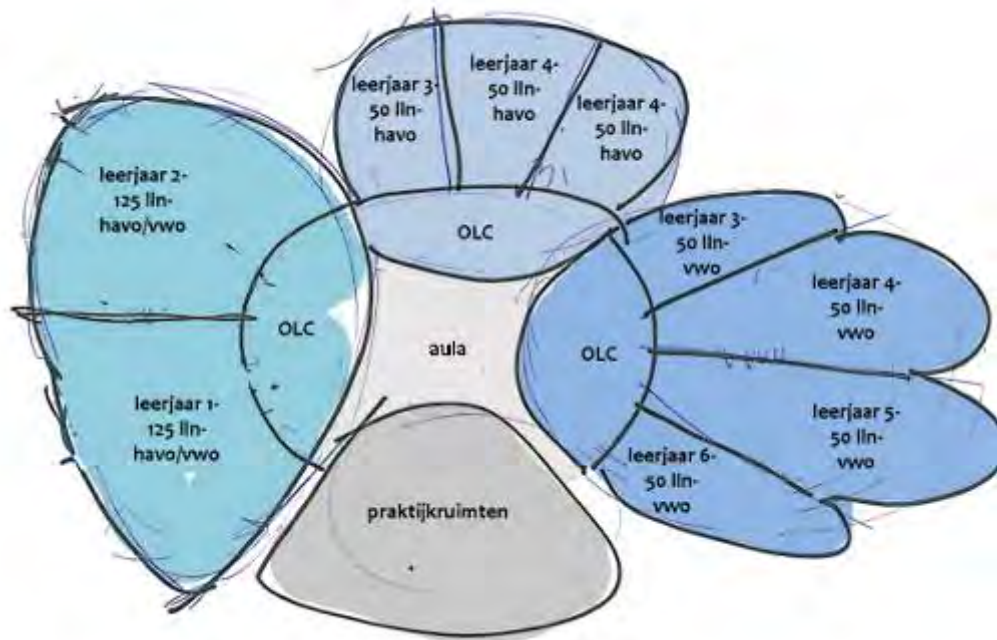 leerjaar 3-
50 lln-
havo
leerjaar 4-
50 lln-
havo
leerjaar 4-
50 lln-
havo
OLC
leerjaar 2-
125 lln-
havo/vwo
OLC
leerjaar 1-
125 lln-
havo/vwo
aula
praktijkruimten
OLC
leerjaar 3-
50 lln-
vwo
leerjaar 4-
50 lln-
vwo
leerjaar 5-
50 lln-
vwo
leerjaar 6-
50 lln-
vwo